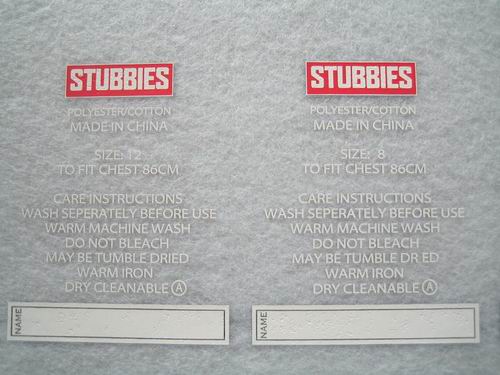 STUBBIES
POLYESTER/COTTON
MADE IN CHINA
SIZE: 12
TO FIT CHEST 86CM
CARE INSTRUCTIONS
WASH SEPERATELY BEFORE USE
WARM MACHINE WASH
DO NOT BLEACH
MAY BE TUMBLE DRIED
WARM IRON
DRY CLEANABLE Ⓐ
NAME
STUBBIES
POLYESTER/COTTON
MADE IN CHINA
SIZE: 8
TO FIT CHEST 86CM
CARE INSTRUCTIONS
WASH SEPERATELY BEFORE USE
WARM MACHINE WASH
DO NOT BLEACH
MAY BE TUMBLE DR ED
WARM IRON
DRY CLEANABLE Ⓐ
NAME